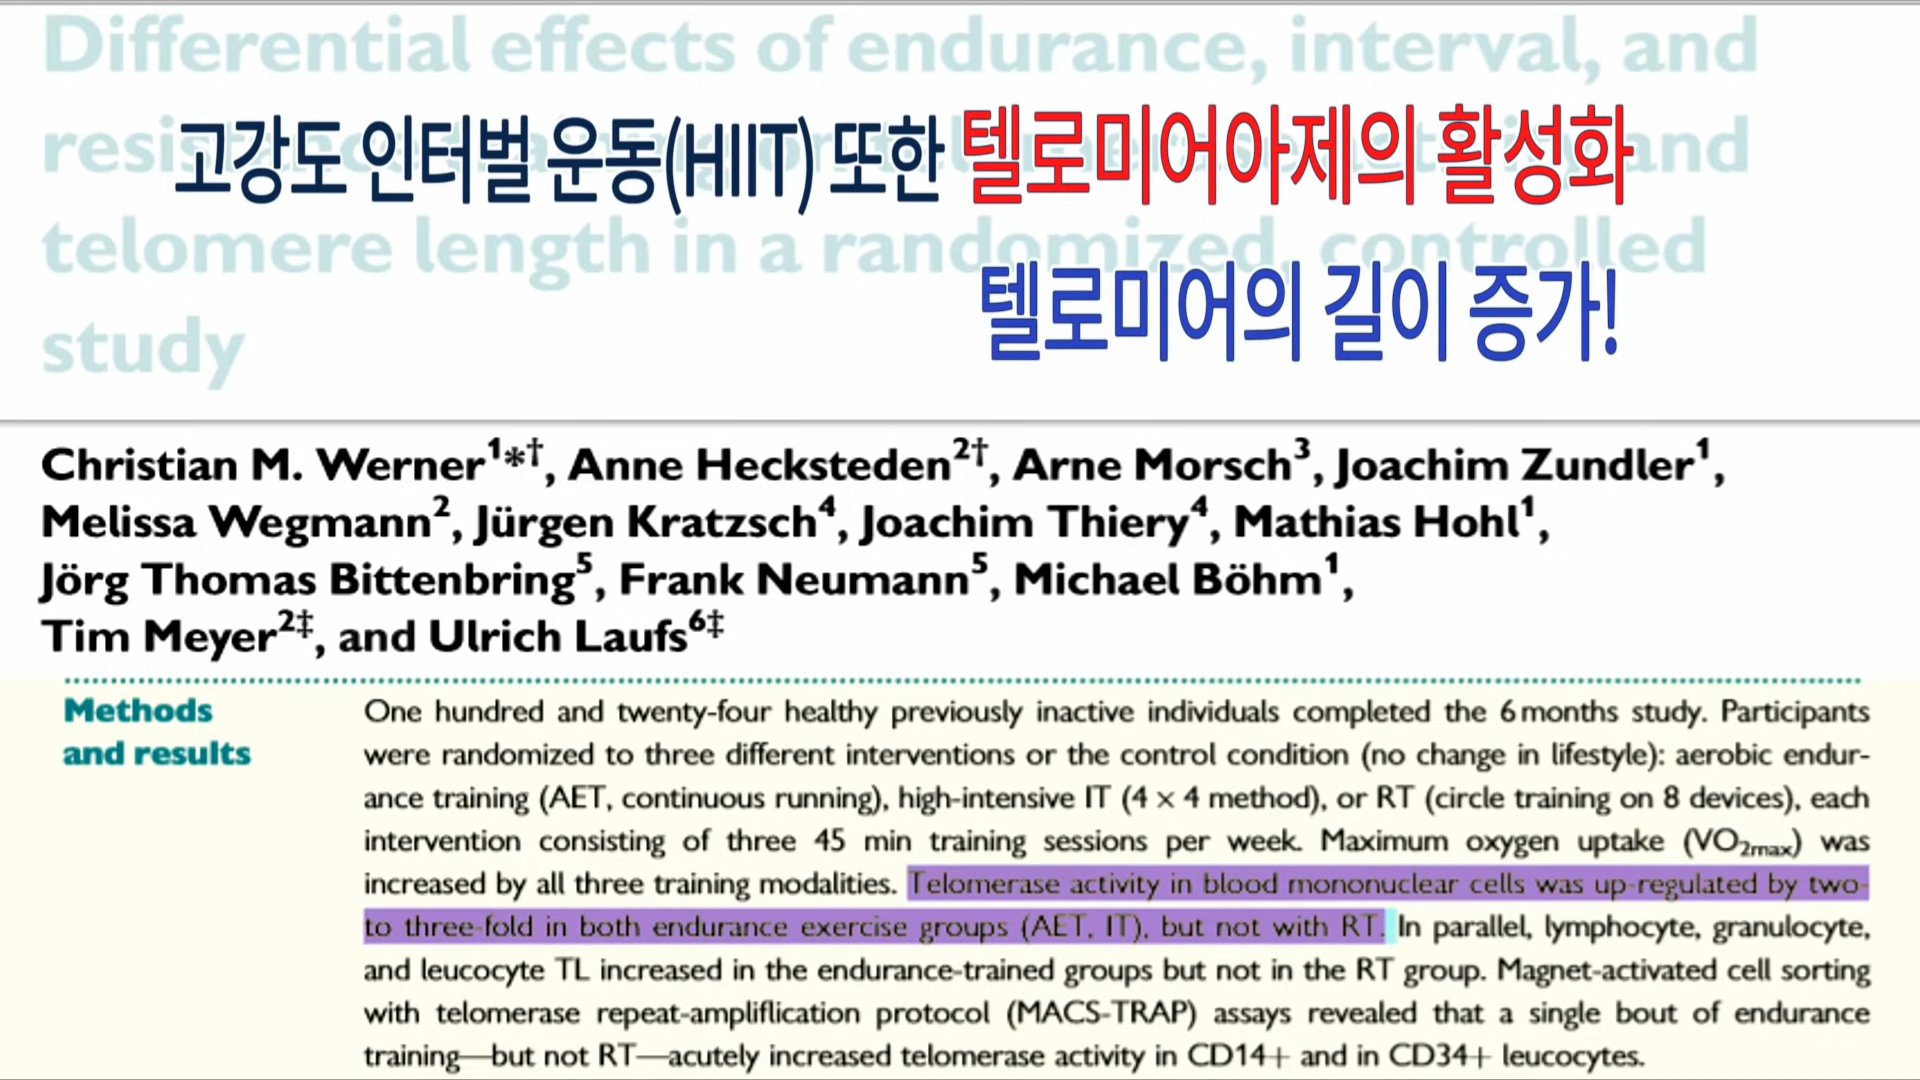 Differential effects of endurance, interval, and
resi and
고강도 인터벌 운동(HIIT) 또한 텔로미어아제의 활성화
telomere length in a randomized, controlled
텔로미어의 길이 증가!
study
Christian M. Werner¹*†, Anne Hecksteden²†, Arne Morsch³, Joachim Zundler¹,
Melissa Wegmann², Jürgen Kratzsch⁴, Joachim Thiery⁴, Mathias Hohl¹,
Jörg Thomas Bittenbring⁵, Frank Neumann⁵, Michael Böhm¹,
Tim Meyer²‡, and Ulrich Laufs⁶‡
Methods
and results
One hundred and twenty-four healthy previously inactive individuals completed the 6 months study. Participants
were randomized to three different interventions or the control condition (no change in lifestyle): aerobic endur-
ance training (AET, continuous running), high-intensive IT (4 × 4 method), or RT (circle training on 8 devices), each
intervention consisting of three 45 min training sessions per week. Maximum oxygen uptake (VO₂max) was
increased by all three training modalities. Telomerase activity in blood mononuclear cells was up-regulated by two-
to three-fold in both endurance exercise groups (AET, IT), but not with RT. In parallel, lymphocyte, granulocyte,
and leucocyte TL increased in the endurance-trained groups but not in the RT group. Magnet-activated cell sorting
with telomerase repeat-amplification protocol (MACS-TRAP) assays revealed that a single bout of endurance
training—but not RT—acutely increased telomerase activity in CD14+ and in CD34+ leucocytes.